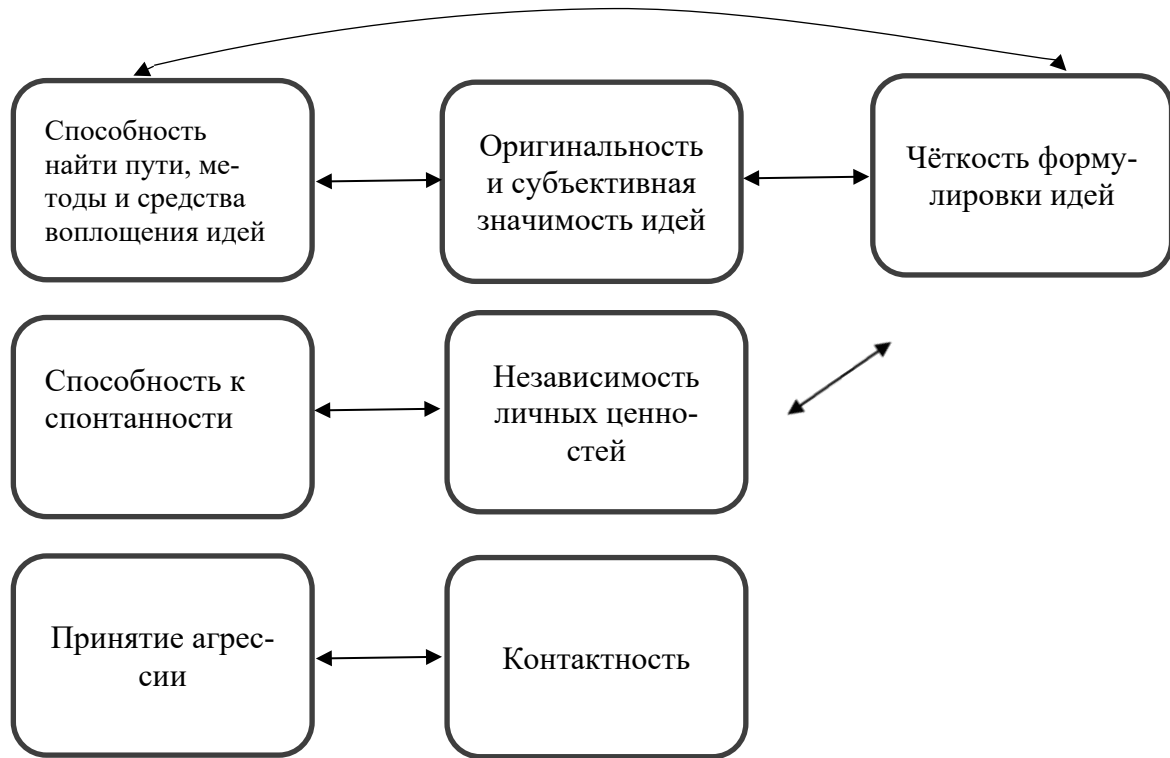 Способность
найти пути, ме-
тоды и средства
воплощения идей
Оригинальность
и субъективная
значимость идей
Чёткость форму-
лировки идей
Способность к
спонтанности
Независимость
личных ценно-
стей
Принятие агрес-
сии
Контактность